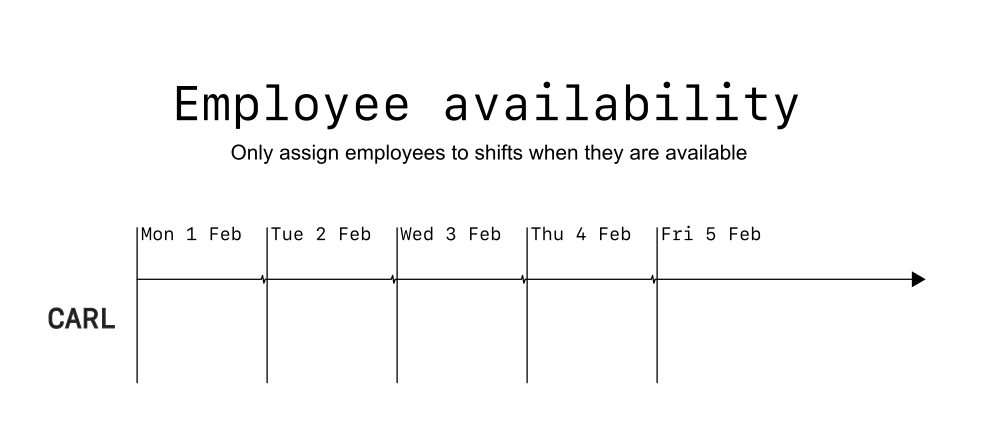 Employee availability
Only assign employees to shifts when they are available
Mon 1 Feb Tue 2 Feb Wed 3 Feb Thu 4 Feb Fri 5 Feb
CARL